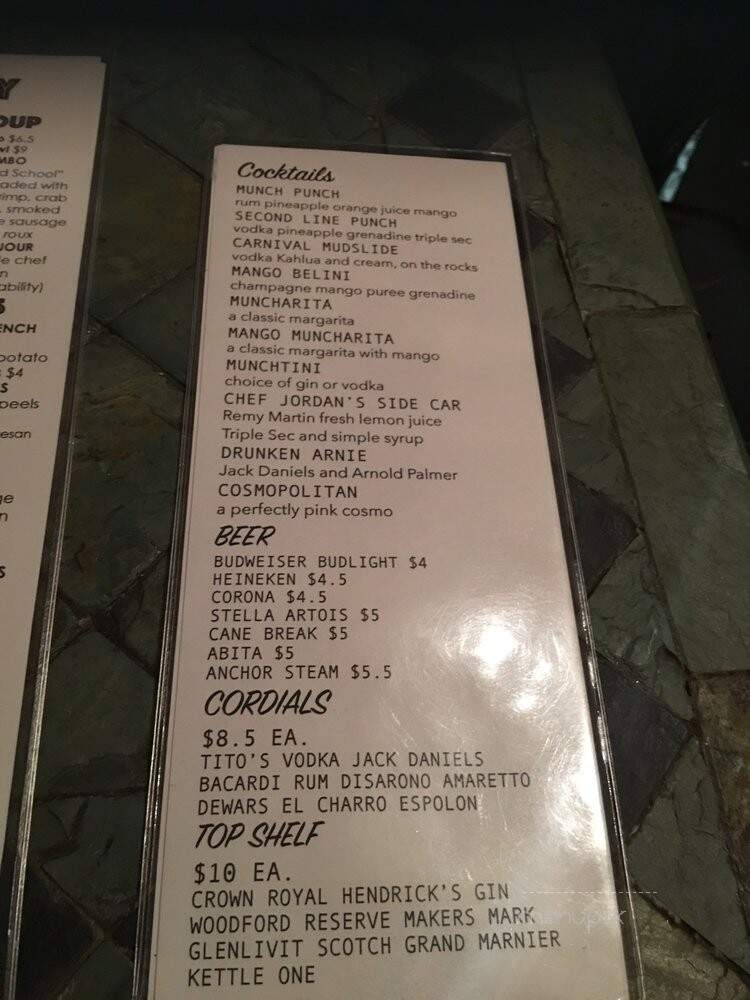 Y
OUP
$6.5
wl $9
MBO
d School"
aded with
rimp, crab
, smoked
e sausage
roux
JOUR
e chef
n
ability)
S
ENCH
potato
$4
S
peels
esan
ge
n
S
Cocktails
MUNCH PUNCH
rum pineapple orange juice mango
SECOND LINE PUNCH
vodka pineapple grenadine triple sec
CARNIVAL MUDSLIDE
vodka Kahlua and cream, on the rocks
MANGO BELINI
champagne mango puree grenadine
MUNCHARITA
a classic margarita
MANGO MUNCHARITA
a classic margarita with mango
MUNCHTINI
choice of gin or vodka
CHEF JORDAN'S SIDE CAR
Remy Martin fresh lemon juice
Triple Sec and simple syrup
DRUNKEN ARNIE
Jack Daniels and Arnold Palmer
COSMOPOLITAN
a perfectly pink cosmo
BEER
BUDWEISER BUDLIGHT $4
HEINEKEN $4.5
CORONA $4.5
STELLA ARTOIS $5
CANE BREAK $5
ABITA $5
ANCHOR STEAM $5.5
CORDIALS
$8.5 EA.
TITO'S VODKA JACK DANIELS
BACARDI RUM DISARONO AMARETTO
DEWARS EL CHARRO ESPOLON
TOP SHELF
$10 EA.
CROWN ROYAL HENDRICK'S GIN
WOODFORD RESERVE MAKERS MARK
GLENLIVIT SCOTCH GRAND MARNIER
KETTLE ONE